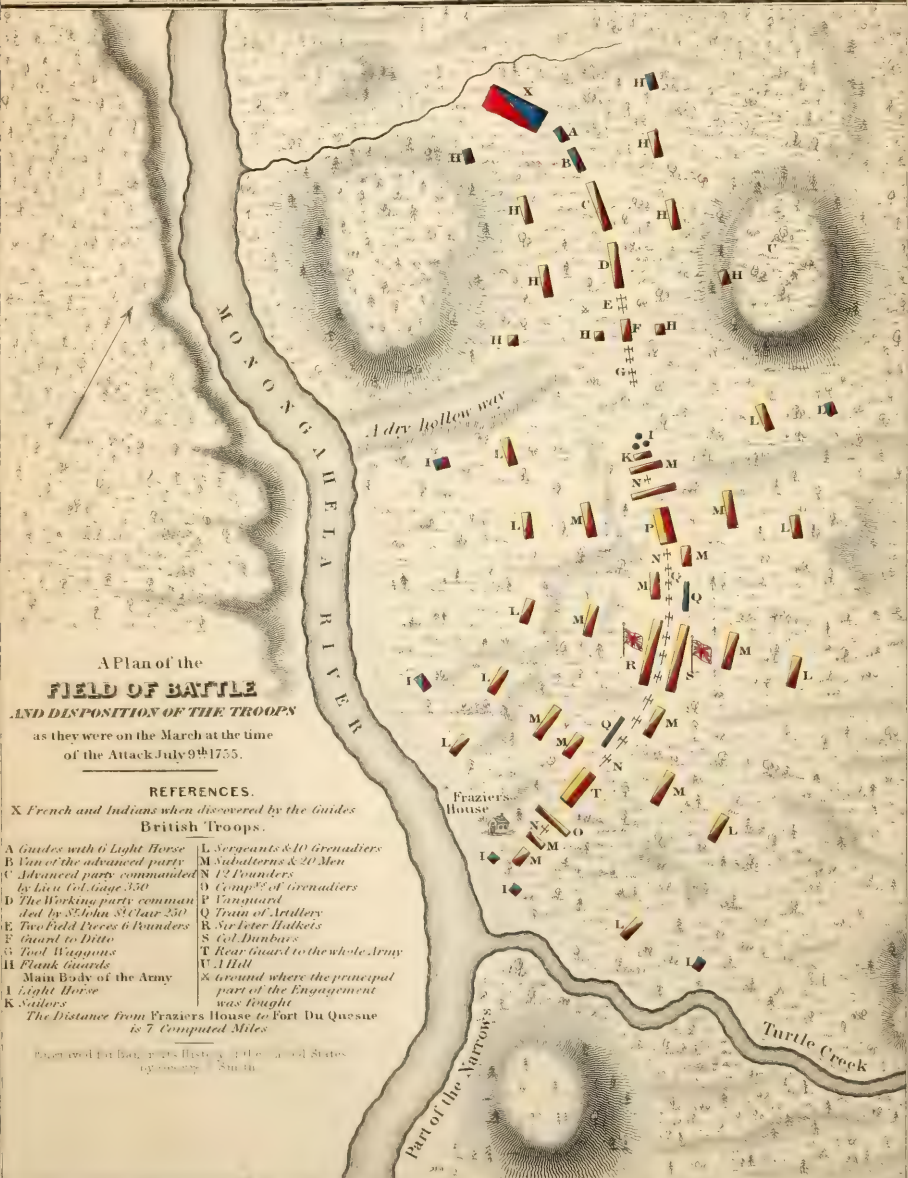 A Plan of the
FIELD OF BATTLE
AND DISPOSITION OF THE TROOPS
as they were on the March at the time
of the Attack July 9th 1755.
REFERENCES.
X French and Indians when discovered by the Guides
British Troops.
A Guides with 6 Light Horse
B Van of the advanced party
C Advanced party commanded
by Lieu Col. Gage 350
D The Working party comman
ded by Sr. John St Clair 250
E Two Field Pieces 6 Pounders
F Guard to Ditto
G Tool Waggons
H Flank Guards
Main Body of the Army
I Light Horse
K Sailors
L Sergeants & 10 Grenadiers
M Subalterns & 20 Men
N 12 Pounders
O Compy. of Grenadiers
P Vanguard
Q Train of Artillery
R Sir Peter Halkets
S Col. Dunbars
T Rear Guard to the whole Army
U A Hill
x Ground where the principal
part of the Engagement
was fought
The Distance from Fraziers House to Fort Du Quesne
is 7 Computed Miles
MONONGAHELA RIVER
A dry hollow way
Fraziers
House
Turtle Creek
Part of the Narrows
X
A
B
C
D
E
F
G
H
H
H
H
H
H
H
H
H
H
U
I
K
M
N
L
L
I
L
M
P
M
L
N
M
M
Q
L
M
R
S
M
L
I
L
M
M
Q
M
L
N
T
M
L
N
O
M
M
I
I
L
I